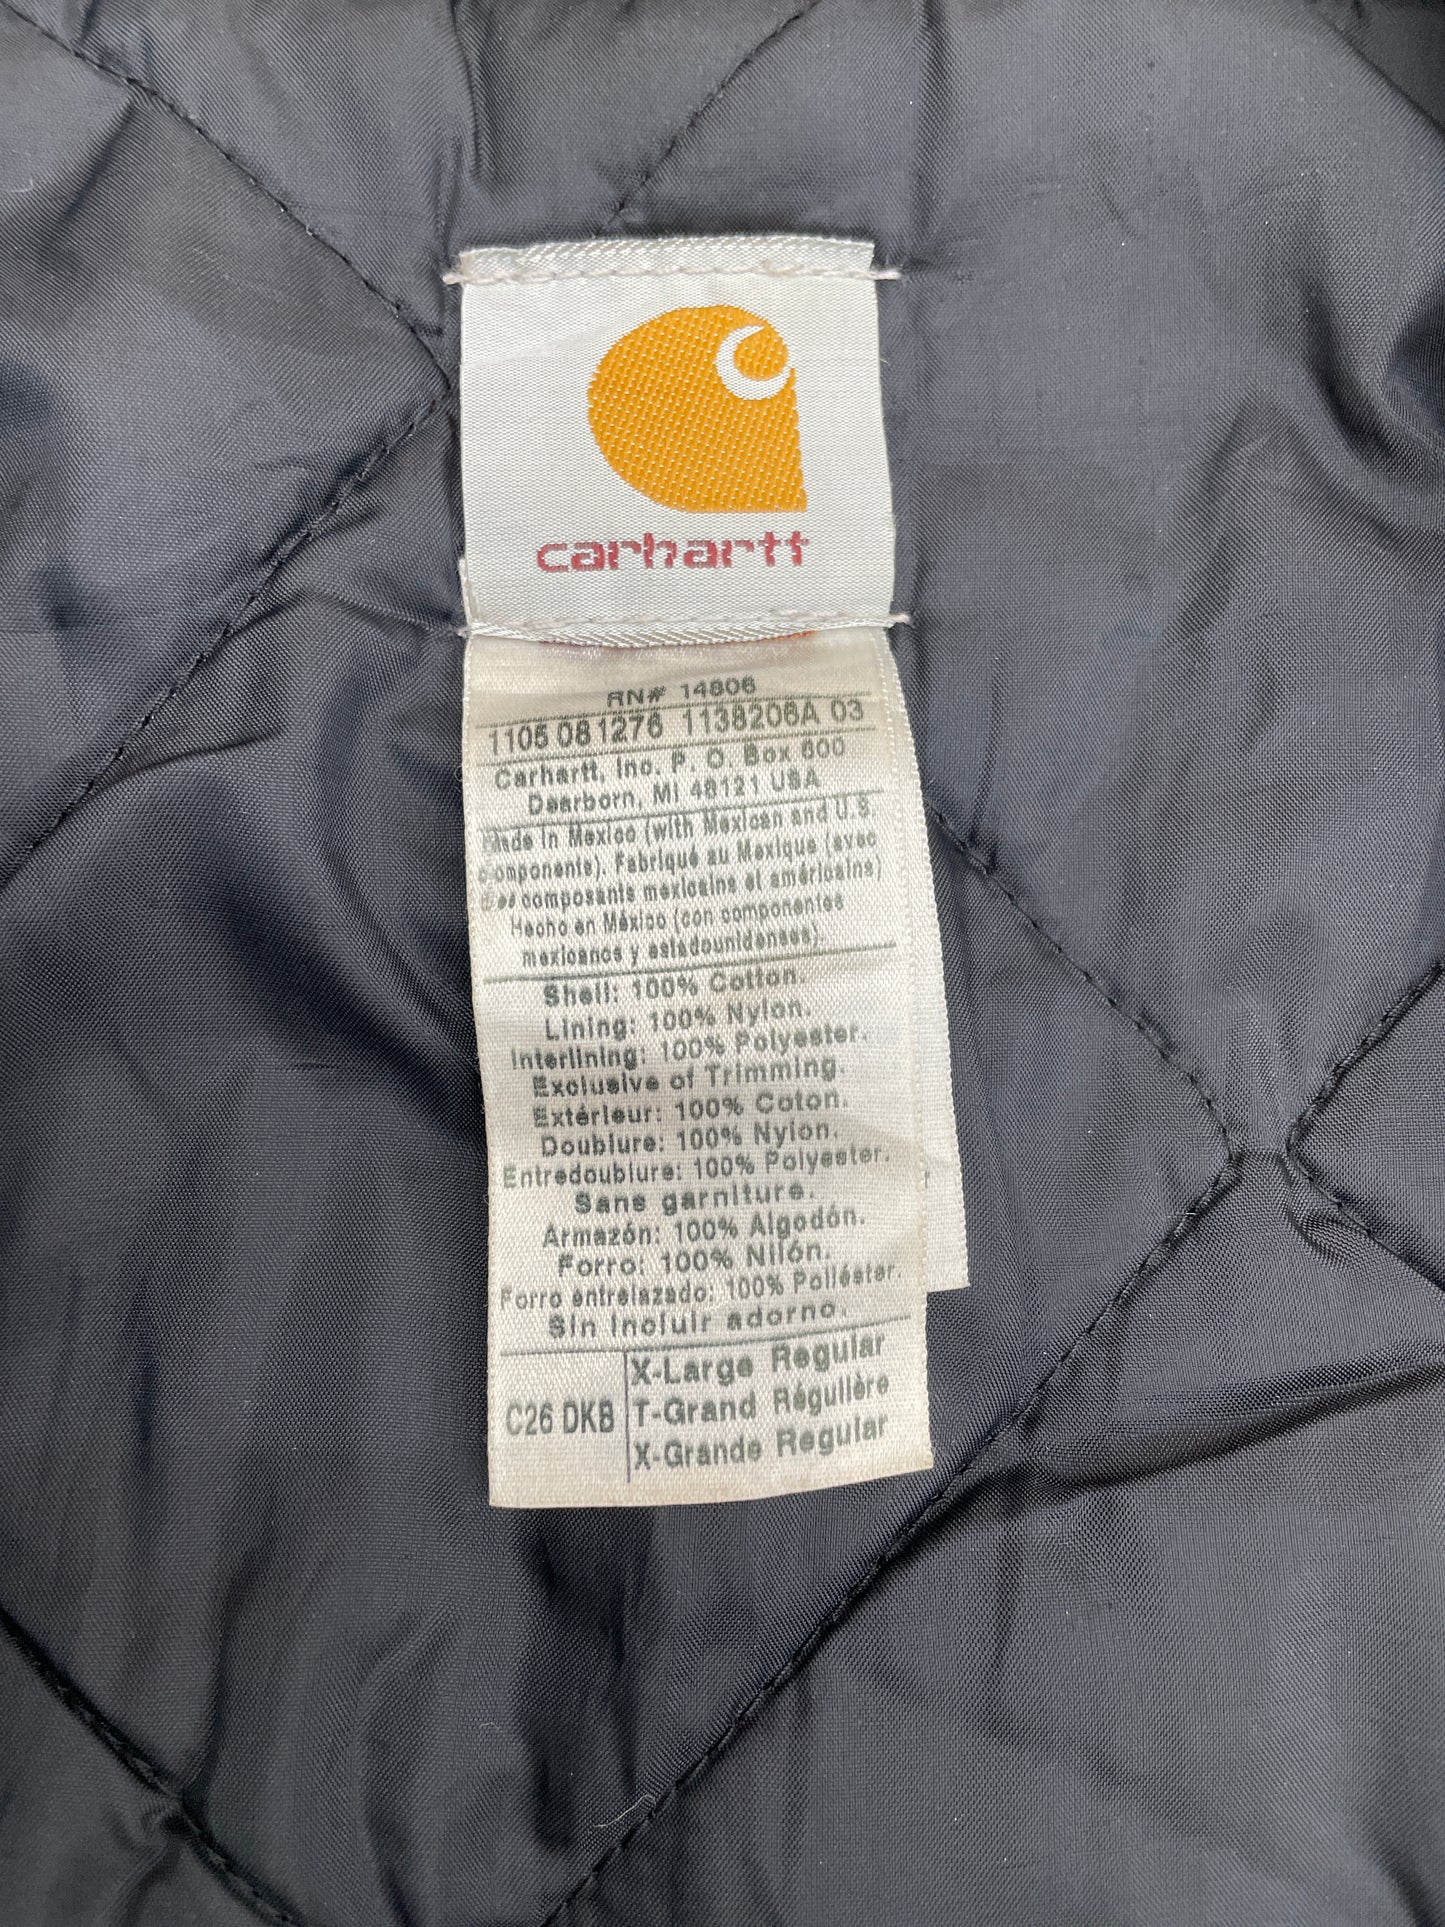 carhartt
RN# 14806
1105 081276 1138206A 03
Carhartt, Inc. P. O. Box 600
Dearborn, MI 48121 USA
Made in Mexico (with Mexican and U.S.
components). Fabriqué au Mexique (avec
des composants mexicains et américains)
Hecho en México (con componentes
mexicanos y estadounidenses).
Shell: 100% Cotton.
Lining: 100% Nylon.
Interlining: 100% Polyester.
Exclusive of Trimming.
Extérieur: 100% Coton.
Doublure: 100% Nylon.
Entredoublure: 100% Polyester.
Sans garniture.
Armazón: 100% Algodón.
Forro: 100% Nilón.
Forro entrelazado: 100% Poliéster.
Sin incluir adorno.
X-Large Regular
C26 DKB T-Grand Régulière
X-Grande Regular